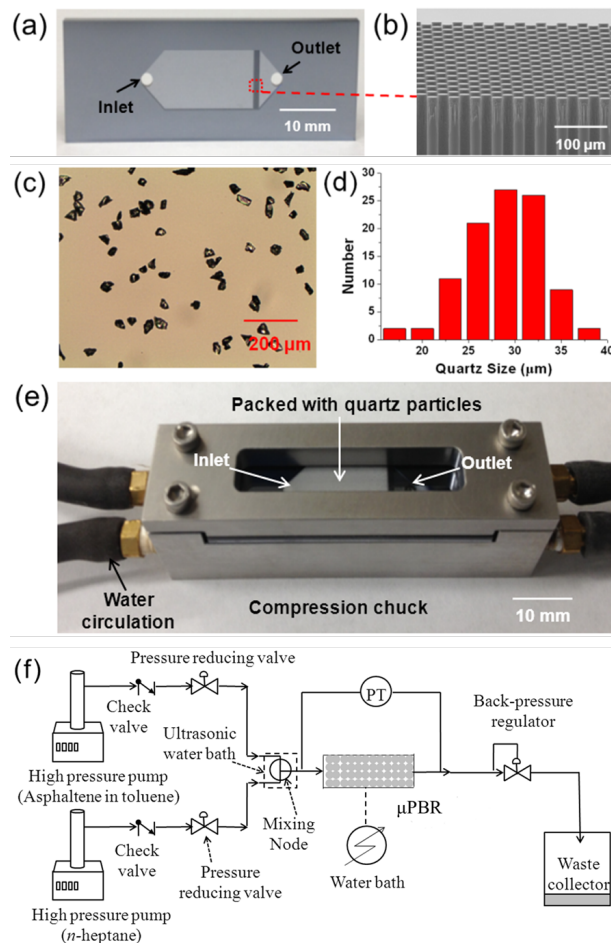 (a)
Outlet
Inlet
10 mm
(b)
100 µm
(c)
200 µm
(d)
30
25
20
15
10
5
0
Number
20
25
30
35
40
Quartz Size (µm)
(e)
Packed with quartz particles
Inlet
Outlet
Water
circulation
Compression chuck
10 mm
(f)
Pressure reducing valve
Check
valve
Ultrasonic
water bath
High pressure pump
(Asphaltene in toluene)
PT
Back-pressure
regulator
Mixing
Node
µPBR
Check
valve
Pressure
reducing valve
Water bath
Waste
collector
High pressure pump
(n-heptane)